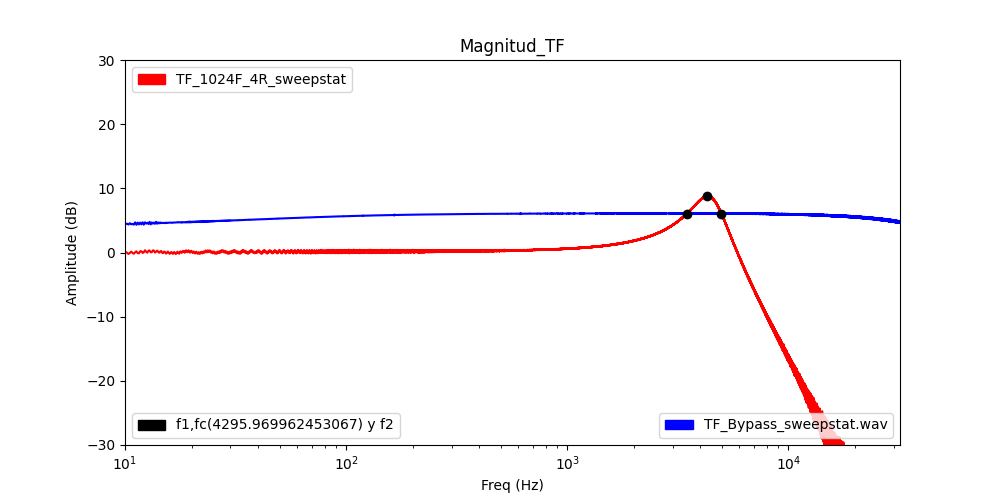 Magnitud_TF
30
20
10
0
−10
−20
−30
Amplitude (dB)
TF_1024F_4R_sweepstat
f1,fc(4295.969962453067) y f2
TF_Bypass_sweepstat.wav
10¹ 10² 10³ 10⁴
Freq (Hz)